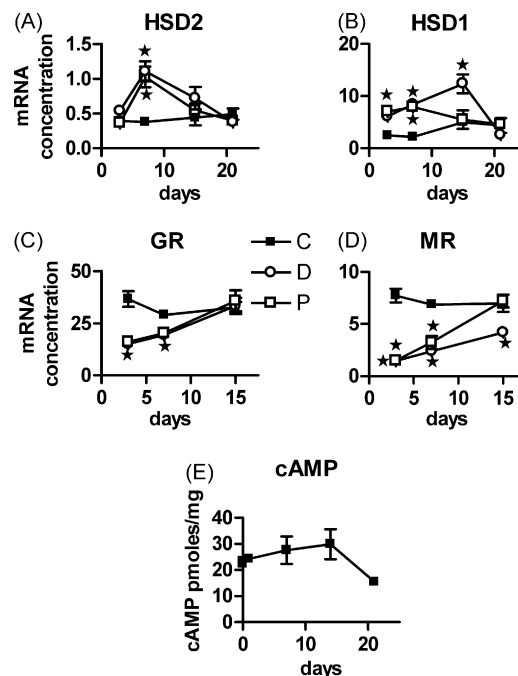 (A) HSD2
mRNA
concentration
1.5
1.0
0.5
0.0
0 10 20
days
(B) HSD1
20
10
0
0 10 20
days
(C) GR
mRNA
concentration
50
25
0
0 5 10 15
days
C
D
P
(D) MR
10
5
0
0 5 10 15
days
(E) cAMP
cAMP pmoles/mg
40
30
20
10
0
0 10 20
days